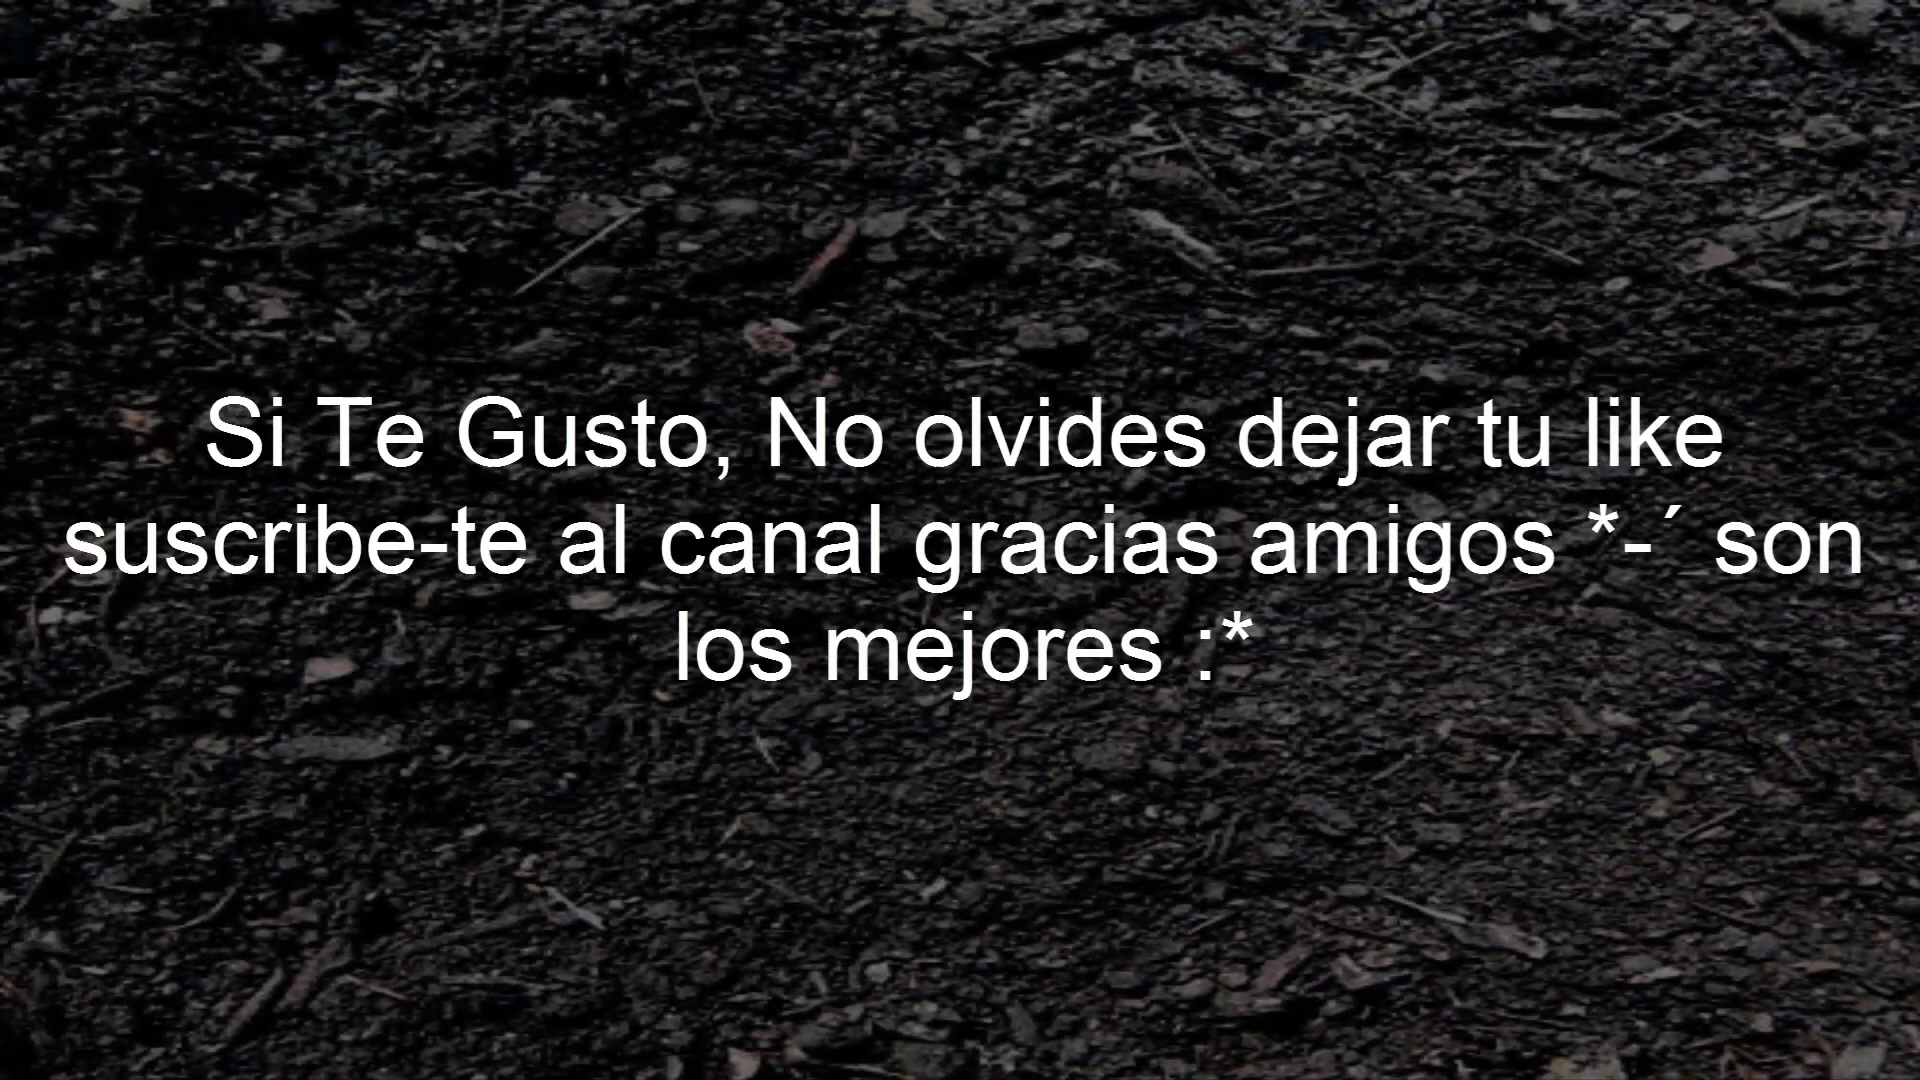 Si Te Gusto, No olvides dejar tu like
suscribe-te al canal gracias amigos *-´ son
los mejores :*